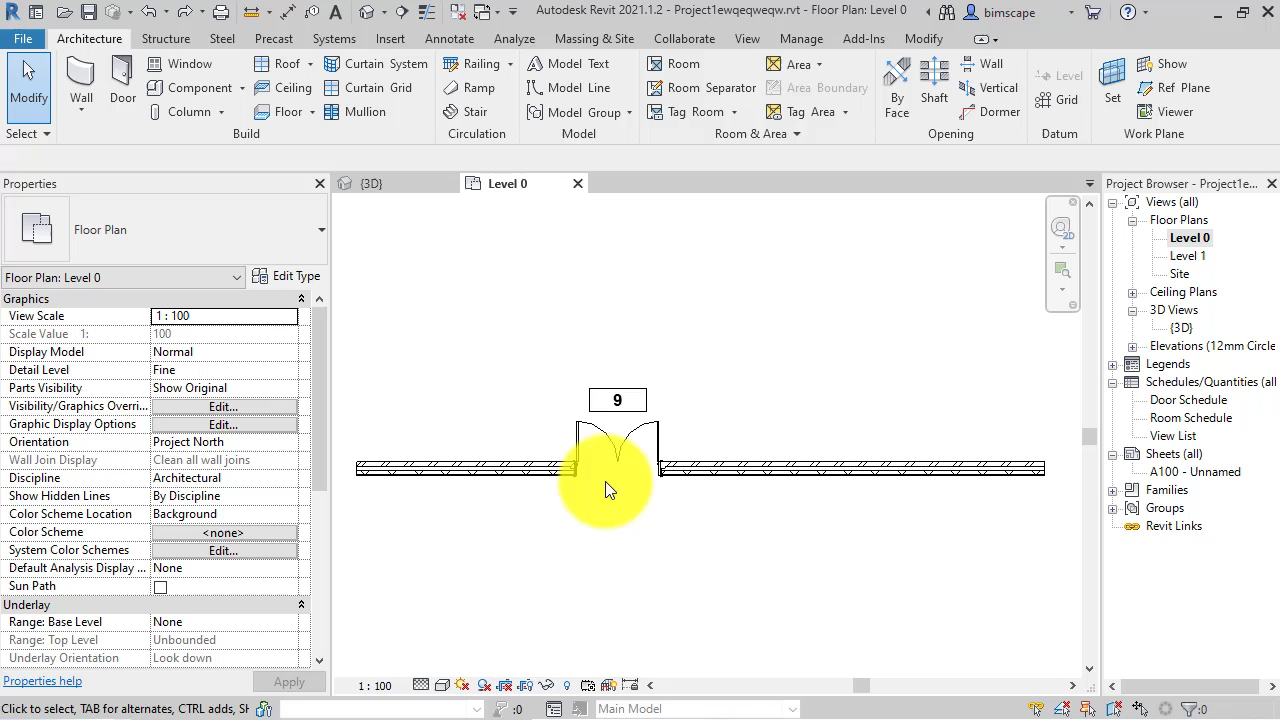 Autodesk Revit 2021.1.2 - Project1ewqeqweqw.rvt - Floor Plan: Level 0
bimscape
File
Architecture
Structure
Steel
Precast
Systems
Insert
Annotate
Analyze
Massing & Site
Collaborate
View
Manage
Add-Ins
Modify
Modify
Select
Wall
Door
Window
Component
Column
Roof
Ceiling
Floor
Curtain System
Curtain Grid
Mullion
Build
Railing
Ramp
Stair
Circulation
Model Text
Model Line
Model Group
Model
Room
Room Separator
Tag Room
Area
Area Boundary
Tag Area
Room & Area
By Face
Shaft
Wall
Vertical
Dormer
Opening
Level
Grid
Datum
Set
Show
Ref Plane
Viewer
Work Plane
Properties
{3D}
Level 0
Project Browser - Project1e...
Floor Plan
Floor Plan: Level 0
Edit Type
Graphics
View Scale 1 : 100
Scale Value 1: 100
Display Model Normal
Detail Level Fine
Parts Visibility Show Original
Visibility/Graphics Overri... Edit...
Graphic Display Options Edit...
Orientation Project North
Wall Join Display Clean all wall joins
Discipline Architectural
Show Hidden Lines By Discipline
Color Scheme Location Background
Color Scheme <none>
System Color Schemes Edit...
Default Analysis Display ... None
Sun Path
Underlay
Range: Base Level None
Range: Top Level Unbounded
Underlay Orientation Look down
Properties help
Apply
2D
9
Views (all)
Floor Plans
Level 0
Level 1
Site
Ceiling Plans
3D Views
{3D}
Elevations (12mm Circle
Legends
Schedules/Quantities (all
Door Schedule
Room Schedule
View List
Sheets (all)
A100 - Unnamed
Families
Groups
Revit Links
1 : 100
Click to select, TAB for alternates, CTRL adds, SH
:0
Main Model
:0